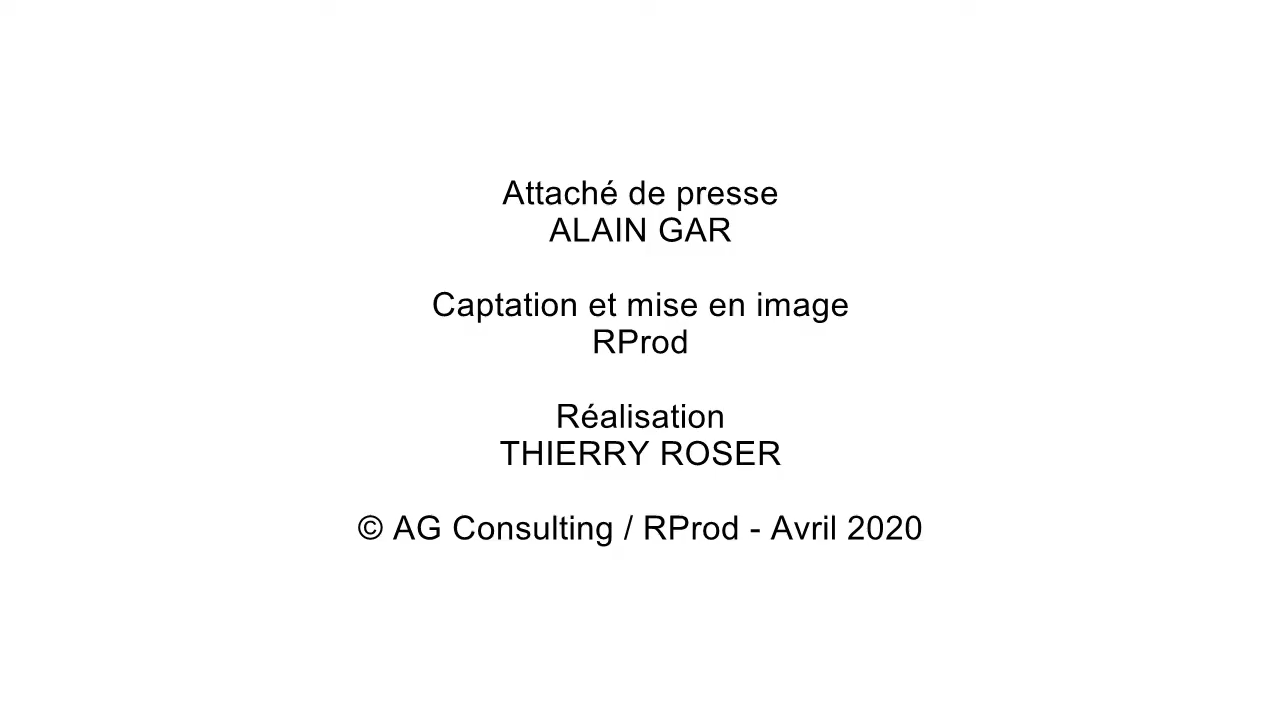 Attaché de presse
ALAIN GAR
Captation et mise en image
RProd
Réalisation
THIERRY ROSER
© AG Consulting / RProd - Avril 2020